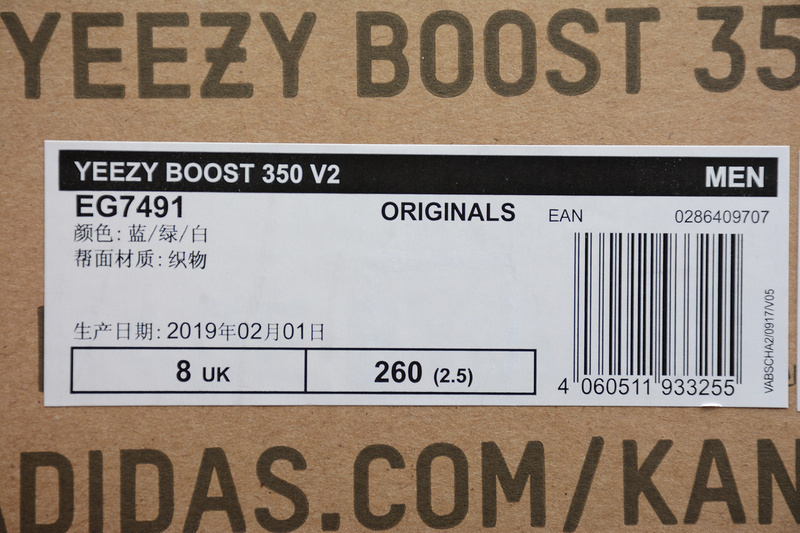 YEEZY BOOST 35
YEEZY BOOST 350 V2 MEN
EG7491 ORIGINALS EAN 0286409707
颜色: 蓝/绿/白
帮面材质: 织物
生产日期: 2019年02月01日
8 UK 260 (2.5)
4 060511 933255
VABSCHA2/0917/V05
ADIDAS.COM/KAN